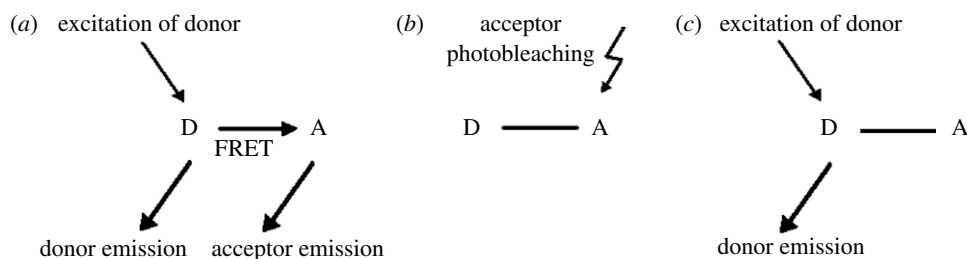 (a) excitation of donor
D
A
FRET
donor emission
acceptor emission
(b) acceptor
photobleaching
D
A
(c) excitation of donor
D
A
donor emission